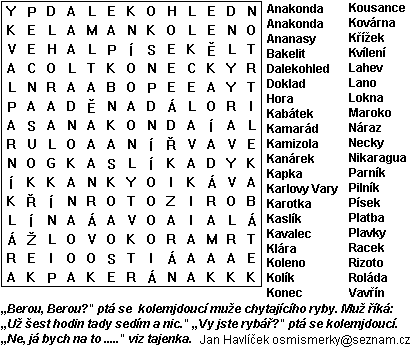 Y P D A L E K O H L E D N
K E L A M A N K O L E N O
V E H A L P Í S E K Ě L T
A C O L T K O N E C K Y R
L N R A A B O P E E A Y T
P A A D Ě N A D Á L O R I
A S A N A K O N D A Í A L
R U L O A A N Í Ř V A V E
N O G K A S L Í K A D Y K
Í K K A N K Y O I K Á V A
K Ř Í N R O T O Z I R O B
L Í N A Á A V O A I A L Á
Á Ž L O V O K O R A M R T
R E I O O S T I Á A A A E
A K P A K E R Á N A K K K
Anakonda
Anakonda
Ananasy
Bakelit
Dalekohled
Doklad
Hora
Kabátek
Kamarád
Kamizola
Kanárek
Kapka
Karlovy Vary
Karotka
Kaslík
Kavalec
Klára
Koleno
Kolík
Konec
Kousance
Kovárna
Křížek
Kvílení
Lahev
Lano
Lokna
Maroko
Náraz
Necky
Nikaragua
Parník
Pilník
Písek
Platba
Plavky
Racek
Rizoto
Roláda
Vavřín
„Berou, Berou?" ptá se kolemjdoucí muže chytajícího ryby. Muž říká:
„Už šest hodin tady sedím a nic." „Vy jste rybář?" ptá se kolemjdoucí.
„Ne, já bych na to ....." viz tajenka. Jan Havlíček osmismerky@seznam.cz